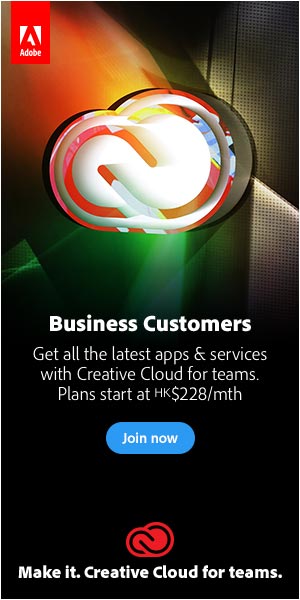 Adobe
Business Customers
Get all the latest apps & services
with Creative Cloud for teams.
Plans start at HK$228/mth
Join now
Make it. Creative Cloud for teams.